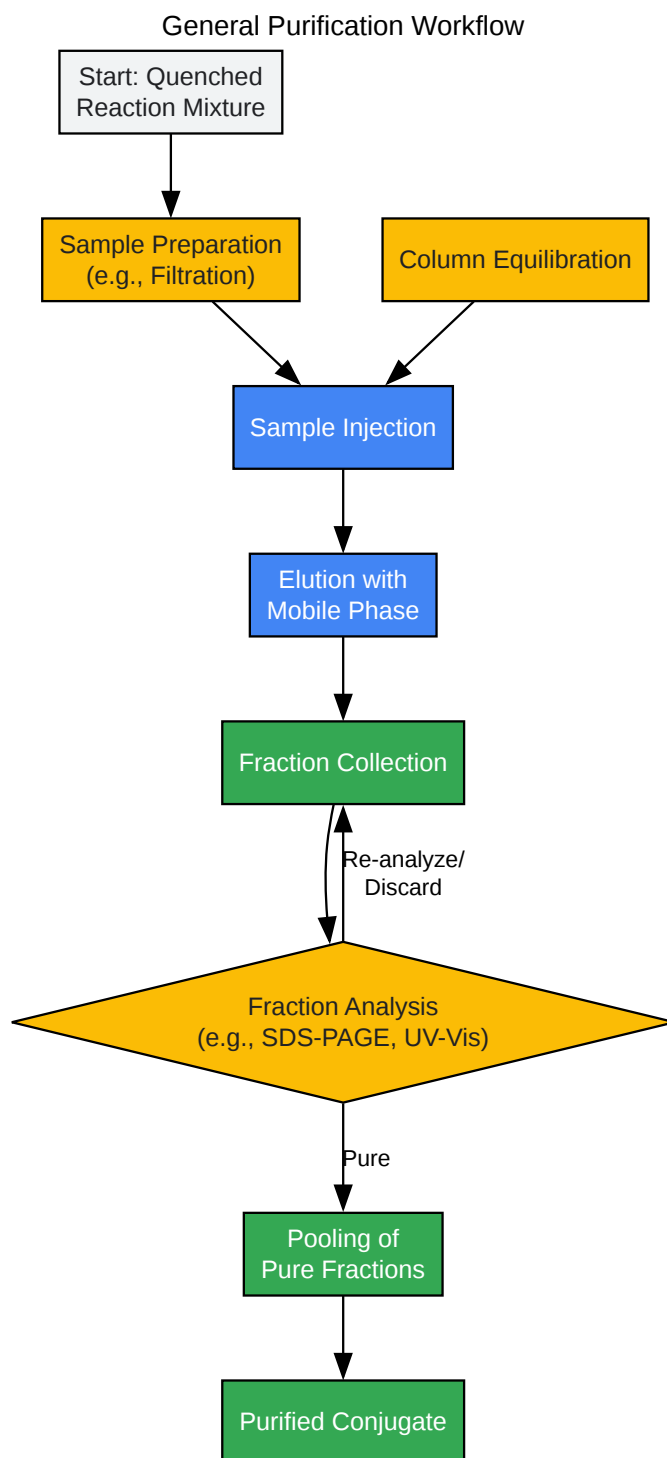 General Purification Workflow
Start: Quenched
Reaction Mixture
Sample Preparation
(e.g., Filtration)
Column Equilibration
Sample Injection
Elution with
Mobile Phase
Fraction Collection
Re-analyze/
Discard
Fraction Analysis
(e.g., SDS-PAGE, UV-Vis)
Pure
Pooling of
Pure Fractions
Purified Conjugate